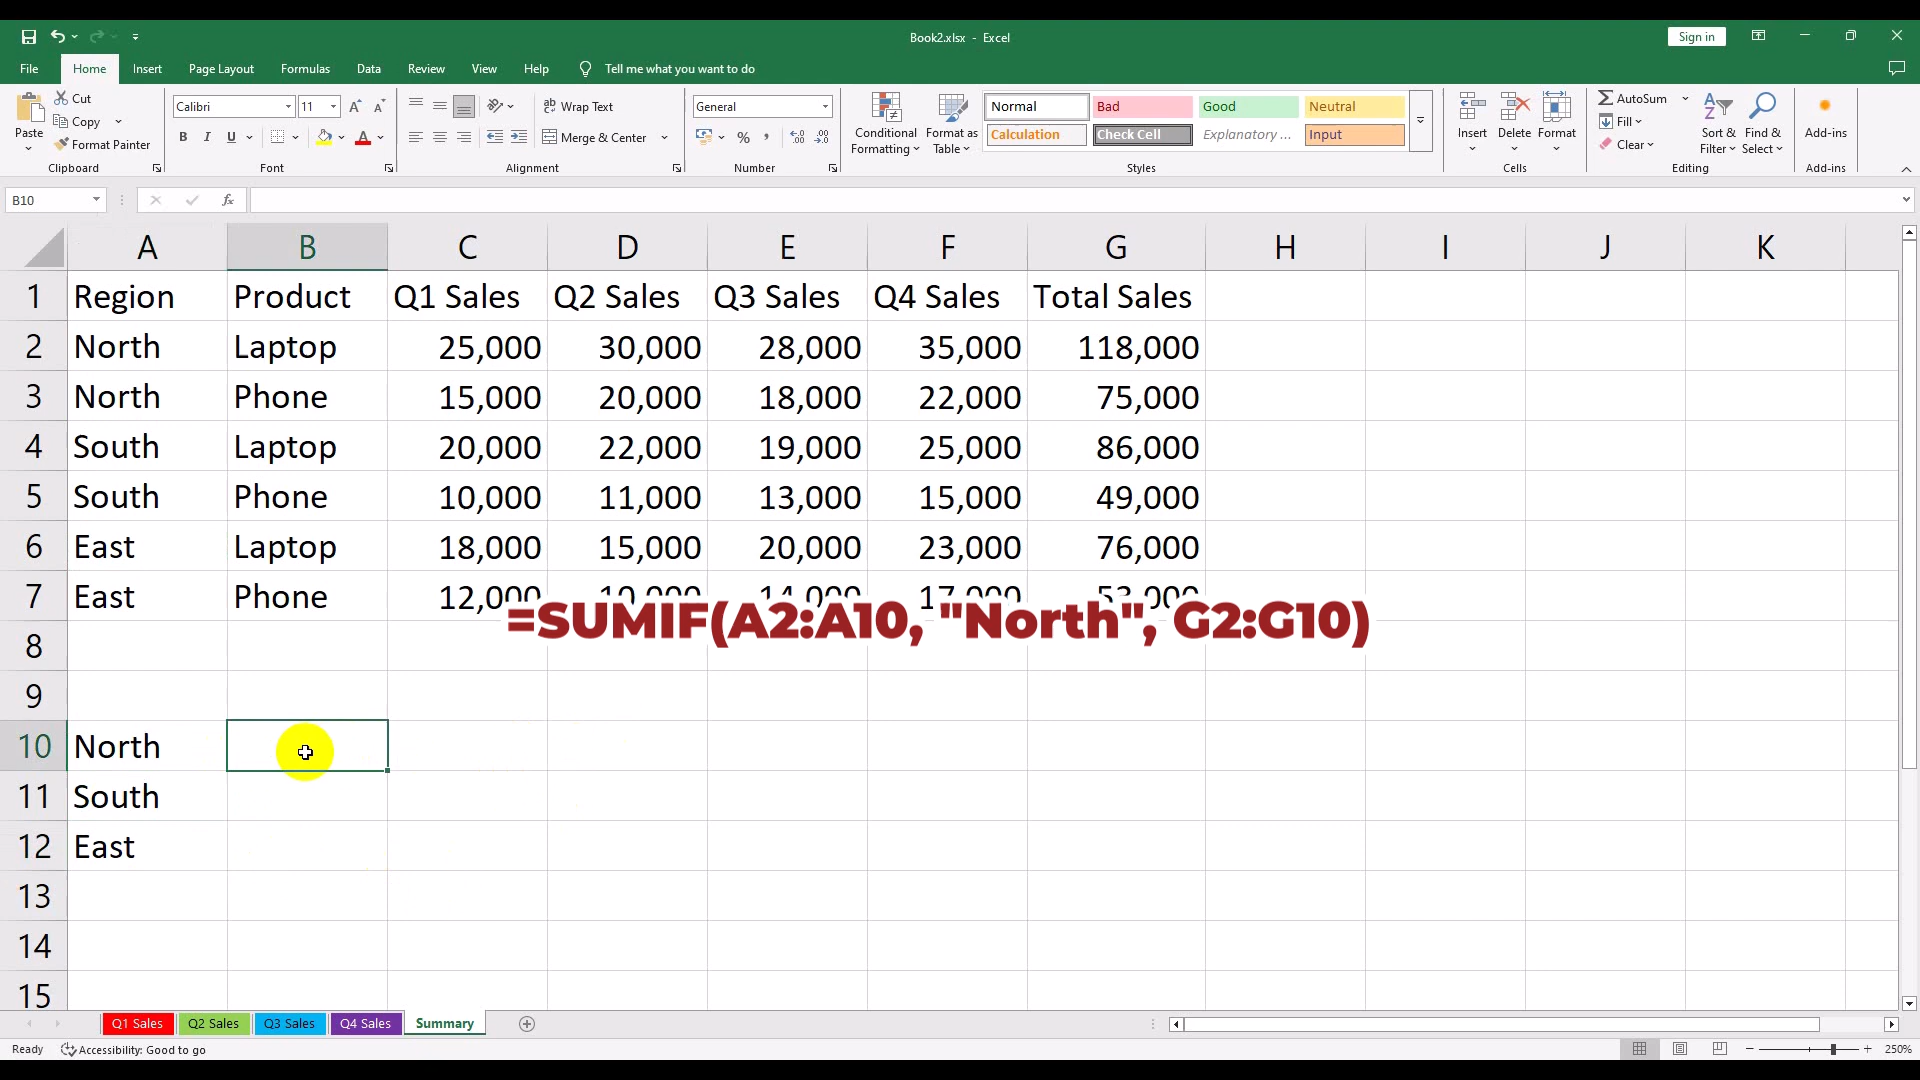 Book2.xlsx - Excel
Sign in
File Home Insert Page Layout Formulas Data Review View Help Tell me what you want to do
Paste
Cut
Copy
Format Painter
Clipboard
Calibri 11
B I U
Font
Wrap Text
Merge & Center
Alignment
General
%
Number
Conditional Formatting
Format as Table
Normal Bad Good Neutral
Calculation Check Cell Explanatory ... Input
Styles
Insert Delete Format
Cells
AutoSum
Fill
Clear
Sort & Filter
Find & Select
Editing
Add-ins
Add-ins
B10 fx
A B C D E F G H I J K
1 Region Product Q1 Sales Q2 Sales Q3 Sales Q4 Sales Total Sales
2 North Laptop 25,000 30,000 28,000 35,000 118,000
3 North Phone 15,000 20,000 18,000 22,000 75,000
4 South Laptop 20,000 22,000 19,000 25,000 86,000
5 South Phone 10,000 11,000 13,000 15,000 49,000
6 East Laptop 18,000 15,000 20,000 23,000 76,000
7 East Phone 12,000 10,000 14,000 17,000 53,000
=SUMIF(A2:A10, "North", G2:G10)
8
9
10 North
11 South
12 East
13
14
15
Q1 Sales Q2 Sales Q3 Sales Q4 Sales Summary
Ready Accessibility: Good to go 250%